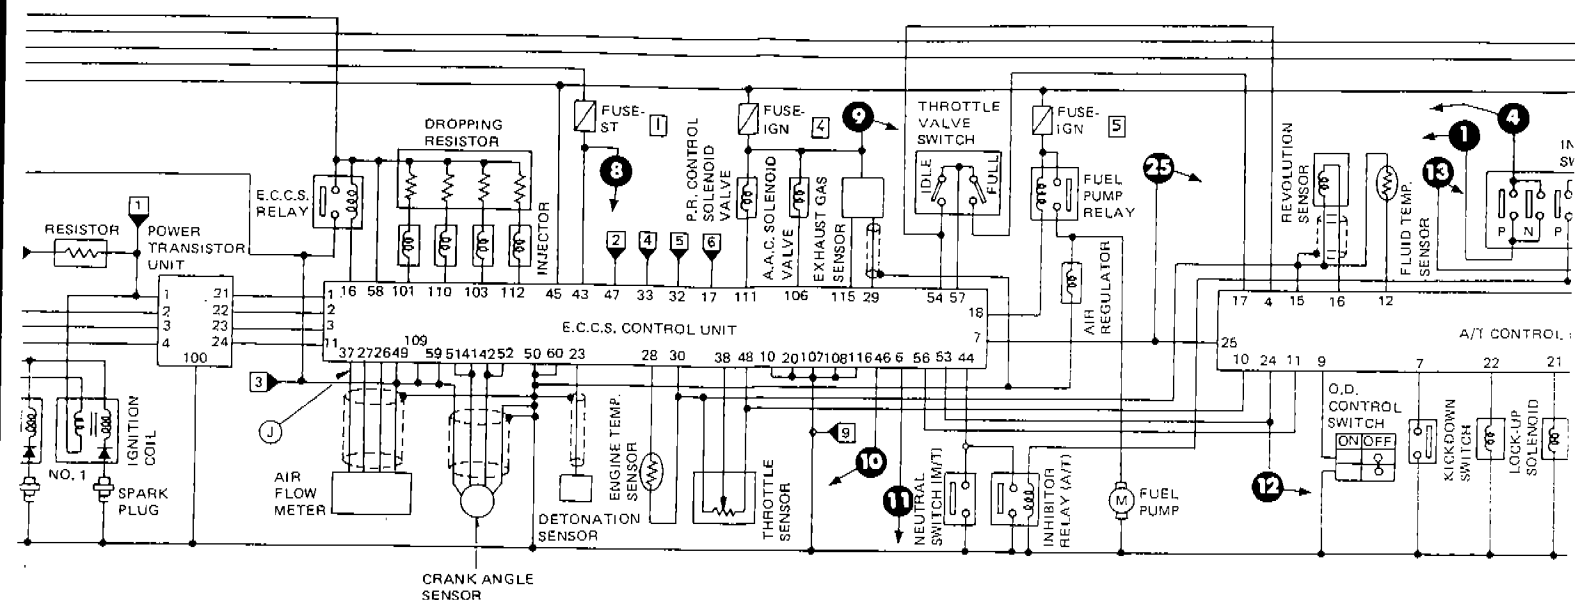 DROPPING
RESISTOR
FUSE-
ST
1
8
P.R. CONTROL
SOLENOID
VALVE
FUSE-
IGN
4
9
THROTTLE
VALVE
SWITCH
IDLE
FULL
FUSE-
IGN
5
25
REVOLUTION
SENSOR
4
1
13
IN
SW
P N P
E.C.C.S.
RELAY
INJECTOR
A.A.C. SOLENOID
VALVE
EXHAUST GAS
SENSOR
FUEL
PUMP
RELAY
FLUID TEMP.
SENSOR
AIR
REGULATOR
1
RESISTOR
POWER
TRANSISTOR
UNIT
2 4 5 6
16 58 101 110 103 112 45 43 47 33 32 17 111 106 115 29 54 57
17 4 15 16 12
1 21 1
2 22 2
3 23 3
4 24 11
100
E.C.C.S. CONTROL UNIT
18
7
25
A/T CONTROL
37 27 26 49 109 59 51 41 42 52 50 60 23 28 30 38 48 10 20 107 108 116 46 6 56 53 44
10 24 11 9 7 22 21
3
J
IGNITION
COIL
NO. 1
SPARK
PLUG
AIR
FLOW
METER
CRANK ANGLE
SENSOR
DETONATION
SENSOR
ENGINE TEMP.
SENSOR
THROTTLE
SENSOR
9
10
11
NEUTRAL
SWITCH (M/T)
INHIBITOR
RELAY (A/T)
M
FUEL
PUMP
12
O.D.
CONTROL
SWITCH
ON OFF
KICKDOWN
SWITCH
LOCK-UP
SOLENOID